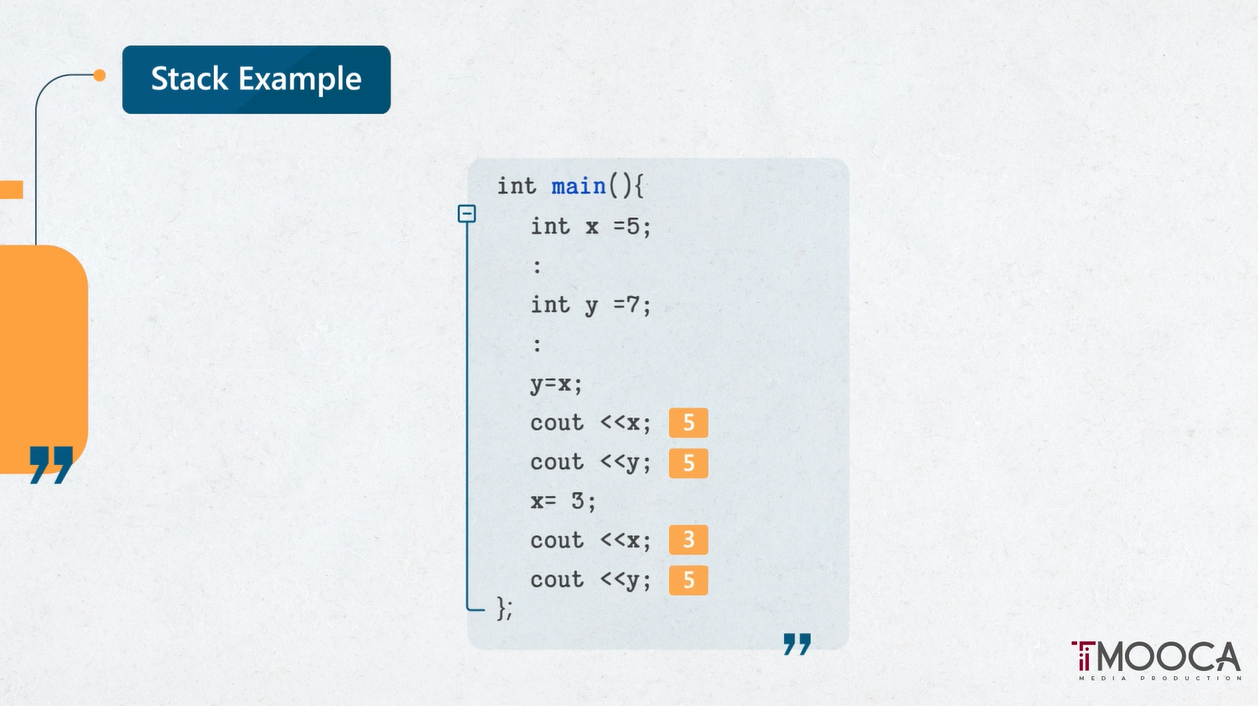 Stack Example
int main(){
int x =5;
:
int y =7;
:
y=x;
cout <<x; 5
cout <<y; 5
x= 3;
cout <<x; 3
cout <<y; 5
};
TiMOOCA
MEDIA PRODUCTION